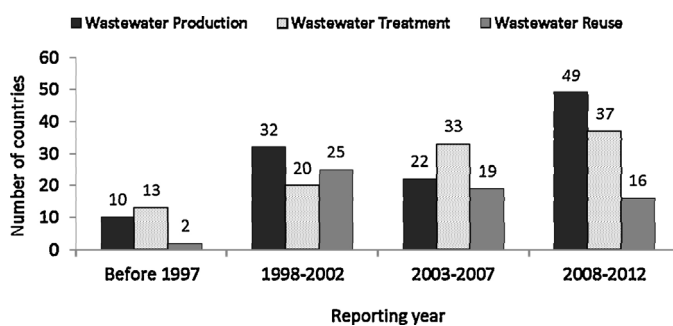 Wastewater Production Wastewater Treatment Wastewater Reuse
Number of countries
60
50
40
30
20
10
0
10 13 2
32 20 25
22 33 19
49 37 16
Before 1997 1998-2002 2003-2007 2008-2012
Reporting year